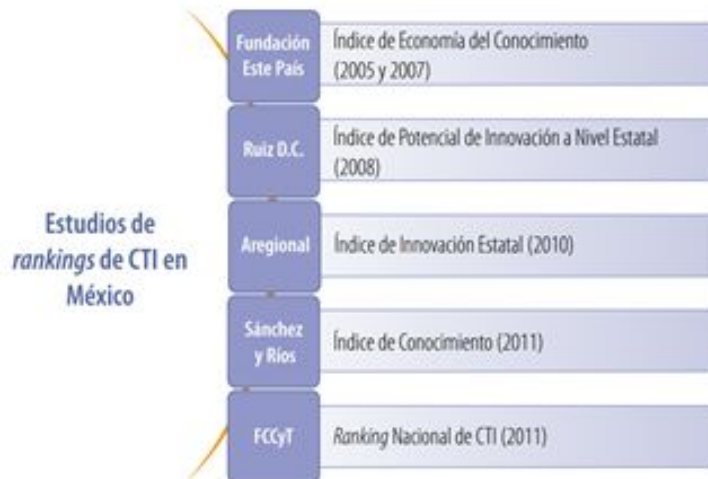 Estudios de
rankings de CTI en
México
Fundación
Este País
Índice de Economía del Conocimiento
(2005 y 2007)
Ruiz D.C.
Índice de Potencial de Innovación a Nivel Estatal
(2008)
Aregional
Índice de Innovación Estatal (2010)
Sánchez
y Ríos
Índice de Conocimiento (2011)
FCCyT
Ranking Nacional de CTI (2011)